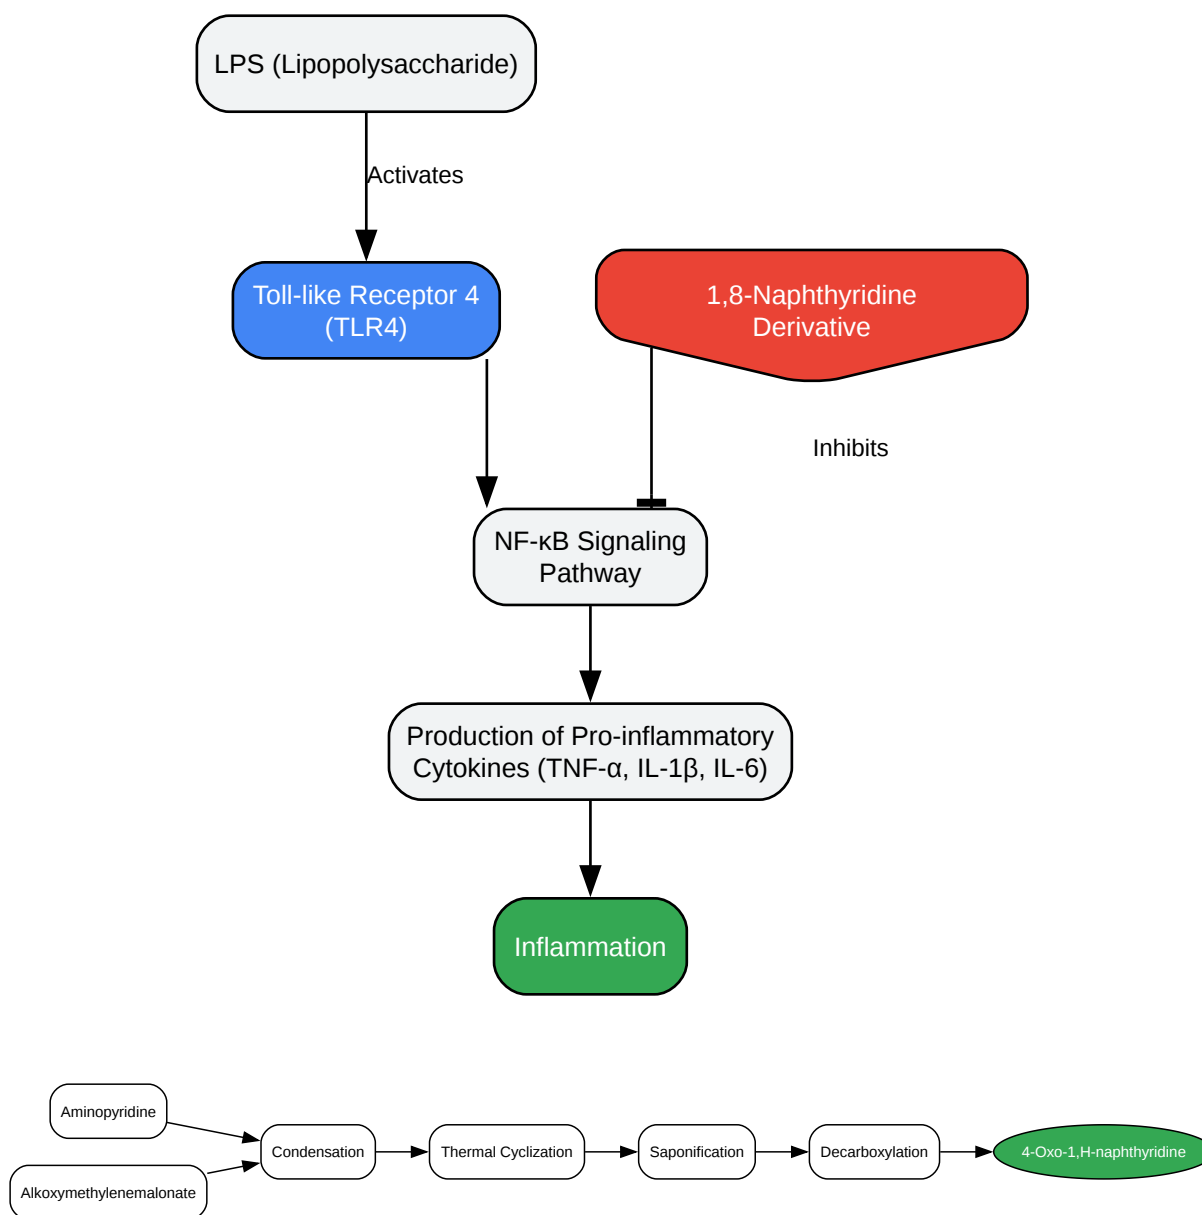 LPS (Lipopolysaccharide)
Activates
Toll-like Receptor 4
(TLR4)
1,8-Naphthyridine
Derivative
Inhibits
NF-κB Signaling
Pathway
Production of Pro-inflammatory
Cytokines (TNF-α, IL-1β, IL-6)
Inflammation
Aminopyridine
Alkoxymethylenemalonate
Condensation
Thermal Cyclization
Saponification
Decarboxylation
4-Oxo-1,H-naphthyridine